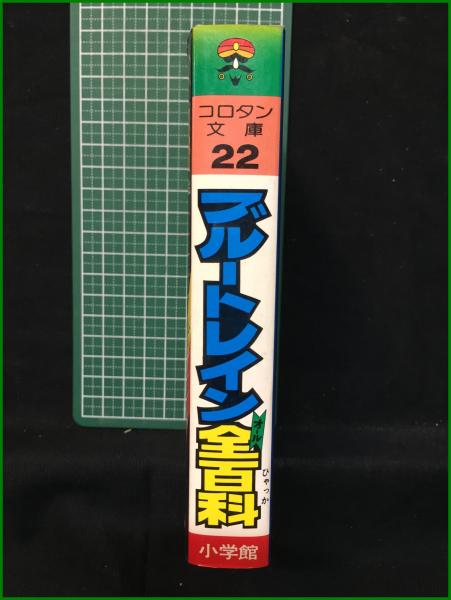 コロタン
文庫
22
ブルートレイン
オール
全百科
ひゃっか
小学館